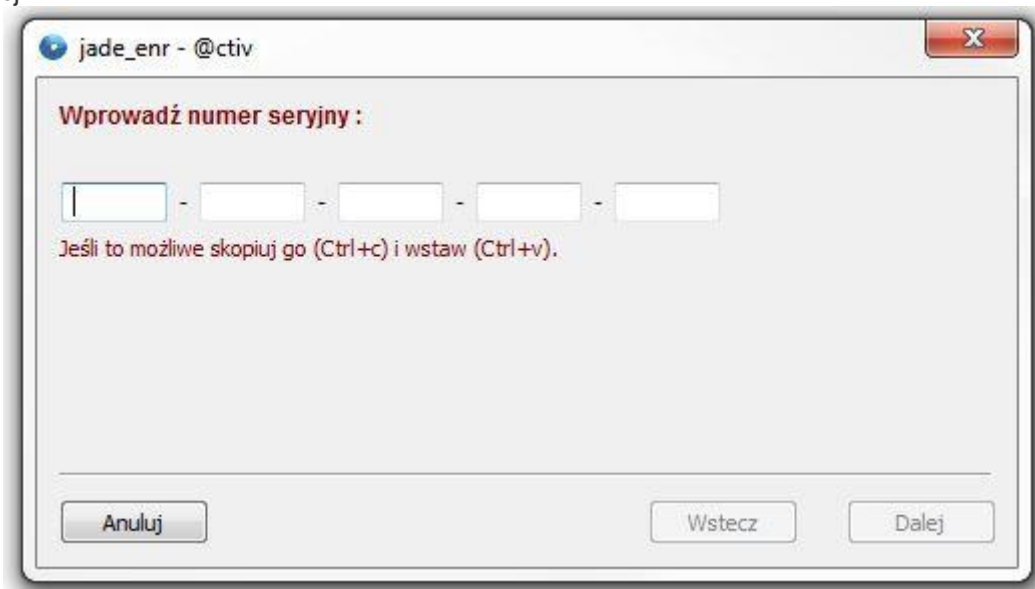 jade_enr - @ctiv
Wprowadź numer seryjny :
- - - -
Jeśli to możliwe skopiuj go (Ctrl+c) i wstaw (Ctrl+v).
Anuluj Wstecz Dalej